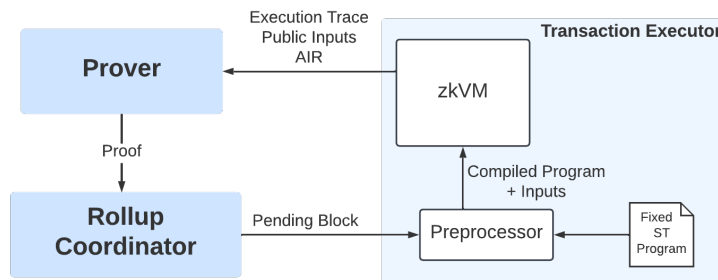 Execution Trace
Public Inputs
AIR
Transaction Executor
Prover
zkVM
Proof
Compiled Program
+ Inputs
Rollup
Coordinator
Pending Block
Preprocessor
Fixed
ST
Program